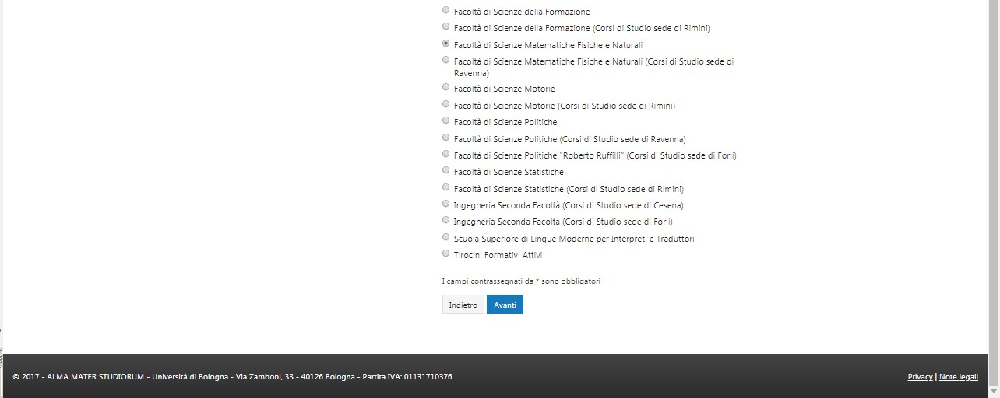 Facoltà di Scienze della Formazione
Facoltà di Scienze della Formazione (Corsi di Studio sede di Rimini)
Facoltà di Scienze Matematiche Fisiche e Naturali
Facoltà di Scienze Matematiche Fisiche e Naturali (Corsi di Studio sede di
Ravenna)
Facoltà di Scienze Motorie
Facoltà di Scienze Motorie (Corsi di Studio sede di Rimini)
Facoltà di Scienze Politiche
Facoltà di Scienze Politiche (Corsi di Studio sede di Ravenna)
Facoltà di Scienze Politiche "Roberto Ruffilli" (Corsi di Studio sede di Forlì)
Facoltà di Scienze Statistiche
Facoltà di Scienze Statistiche (Corsi di Studio sede di Rimini)
Ingegneria Seconda Facoltà (Corsi di Studio sede di Cesena)
Ingegneria Seconda Facoltà (Corsi di Studio sede di Forlì)
Scuola Superiore di Lingue Moderne per Interpreti e Traduttori
Tirocini Formativi Attivi
I campi contrassegnati da * sono obbligatori
Indietro Avanti
© 2017 - ALMA MATER STUDIORUM - Università di Bologna - Via Zamboni, 33 - 40126 Bologna - Partita IVA: 01131710376 Privacy | Note legali